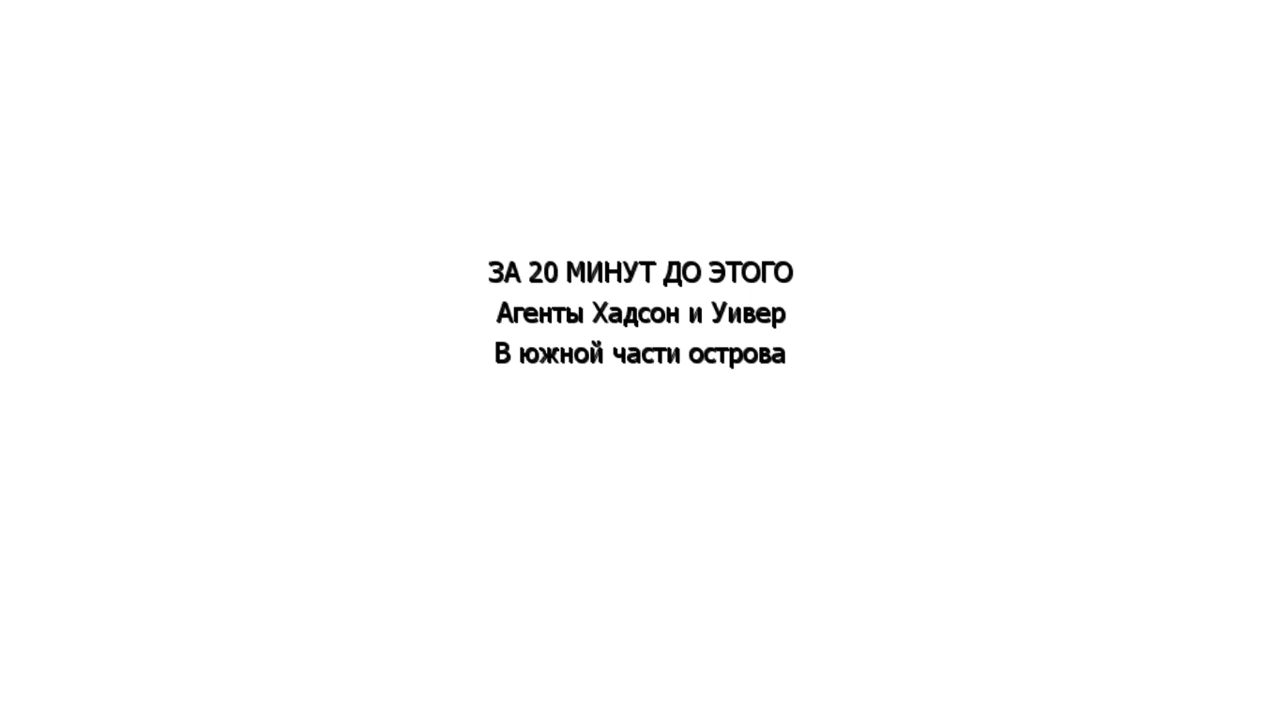 ЗА 20 МИНУТ ДО ЭТОГО
Агенты Хадсон и Уивер
В южной части острова